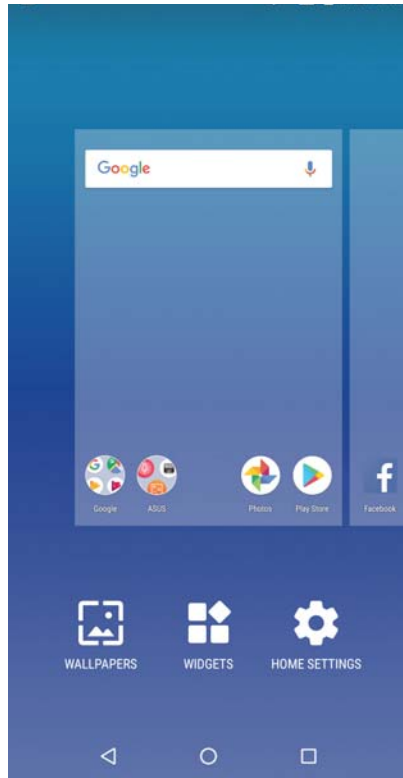 Google
Google
ASUS
Photos
Play Store
Facebook
WALLPAPERS
WIDGETS
HOME SETTINGS